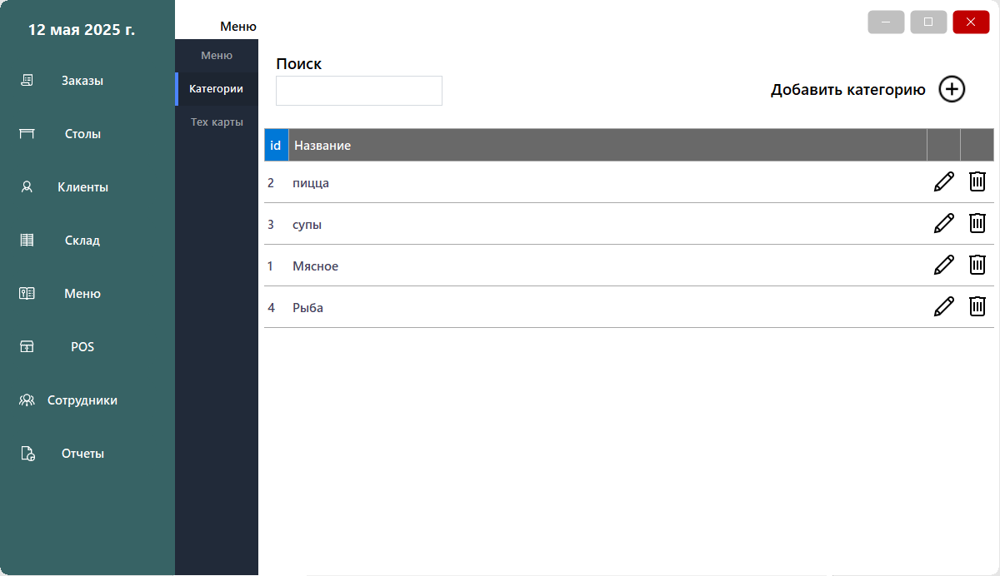 12 мая 2025 г.
Заказы
Столы
Клиенты
Склад
Меню
POS
Сотрудники
Отчеты
Меню
Меню
Категории
Тех карты
Поиск
Добавить категорию
id Название
2 пицца
3 супы
1 Мясное
4 Рыба